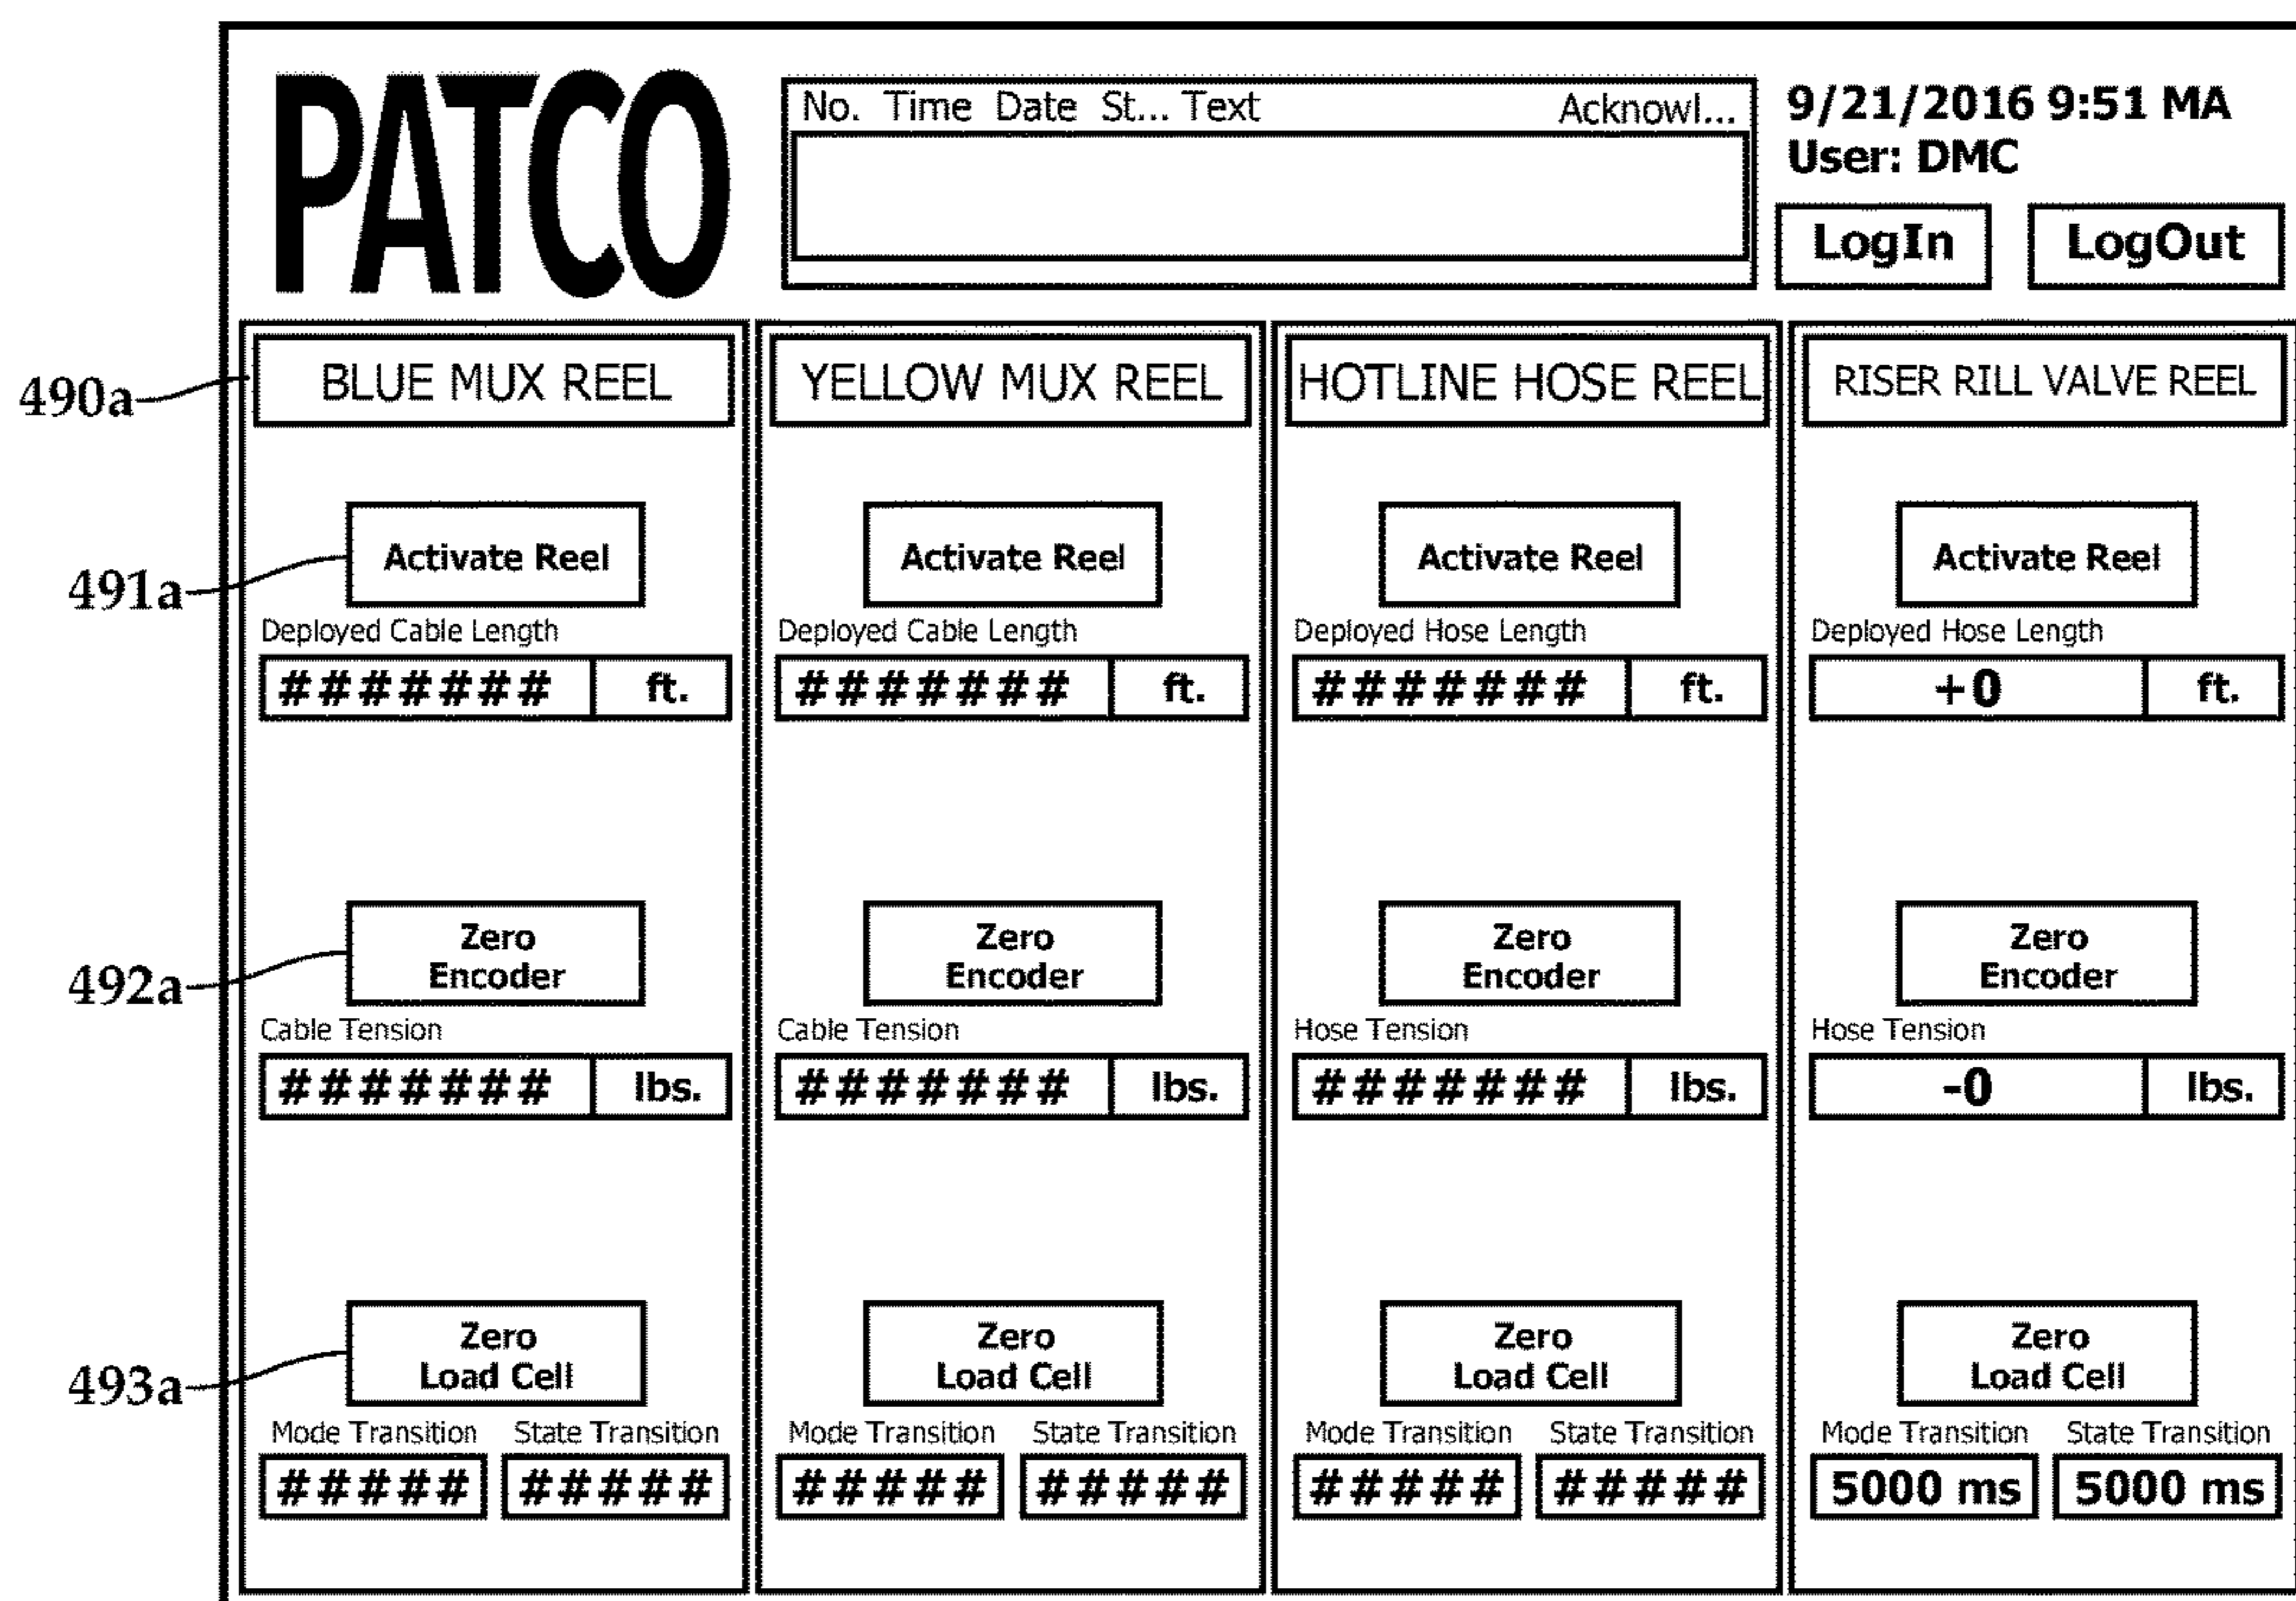 PATCO
No. Time Date St... Text Acknowl...
9/21/2016 9:51 MA
User: DMC
LogIn LogOut
490a
BLUE MUX REEL YELLOW MUX REEL HOTLINE HOSE REEL RISER RILL VALVE REEL
491a
Activate Reel Activate Reel Activate Reel Activate Reel
Deployed Cable Length Deployed Cable Length Deployed Hose Length Deployed Hose Length
####### ft. ####### ft. ####### ft. +0 ft.
492a
Zero Zero Zero Zero
Encoder Encoder Encoder Encoder
Cable Tension Cable Tension Hose Tension Hose Tension
####### lbs. ####### lbs. ####### lbs. -0 lbs.
493a
Zero Zero Zero Zero
Load Cell Load Cell Load Cell Load Cell
Mode Transition State Transition Mode Transition State Transition Mode Transition State Transition Mode Transition State Transition
##### ##### ##### ##### ##### ##### 5000 ms 5000 ms